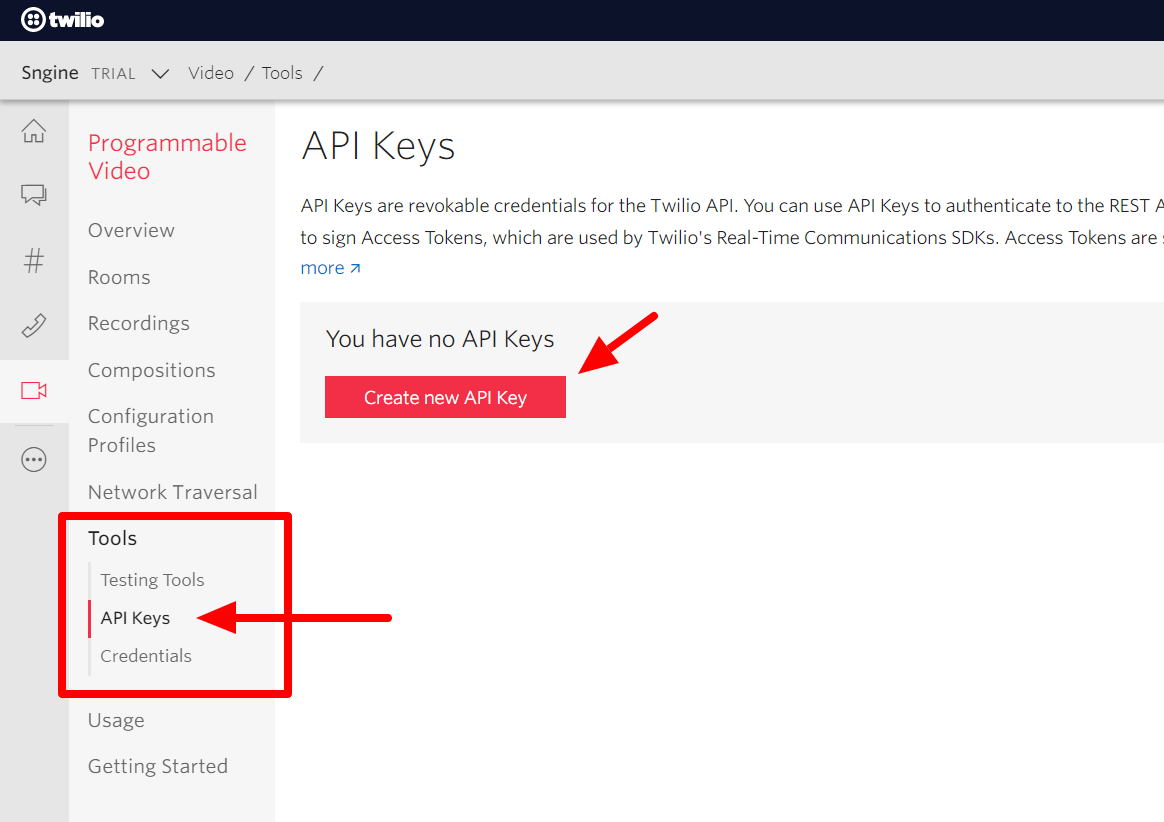 twilio
Sngine TRIAL Video / Tools /
Programmable
Video
Overview
Rooms
Recordings
Compositions
Configuration
Profiles
Network Traversal
Tools
Testing Tools
API Keys
Credentials
Usage
Getting Started
API Keys
API Keys are revokable credentials for the Twilio API. You can use API Keys to authenticate to the REST A
to sign Access Tokens, which are used by Twilio's Real-Time Communications SDKs. Access Tokens are
more
You have no API Keys
Create new API Key